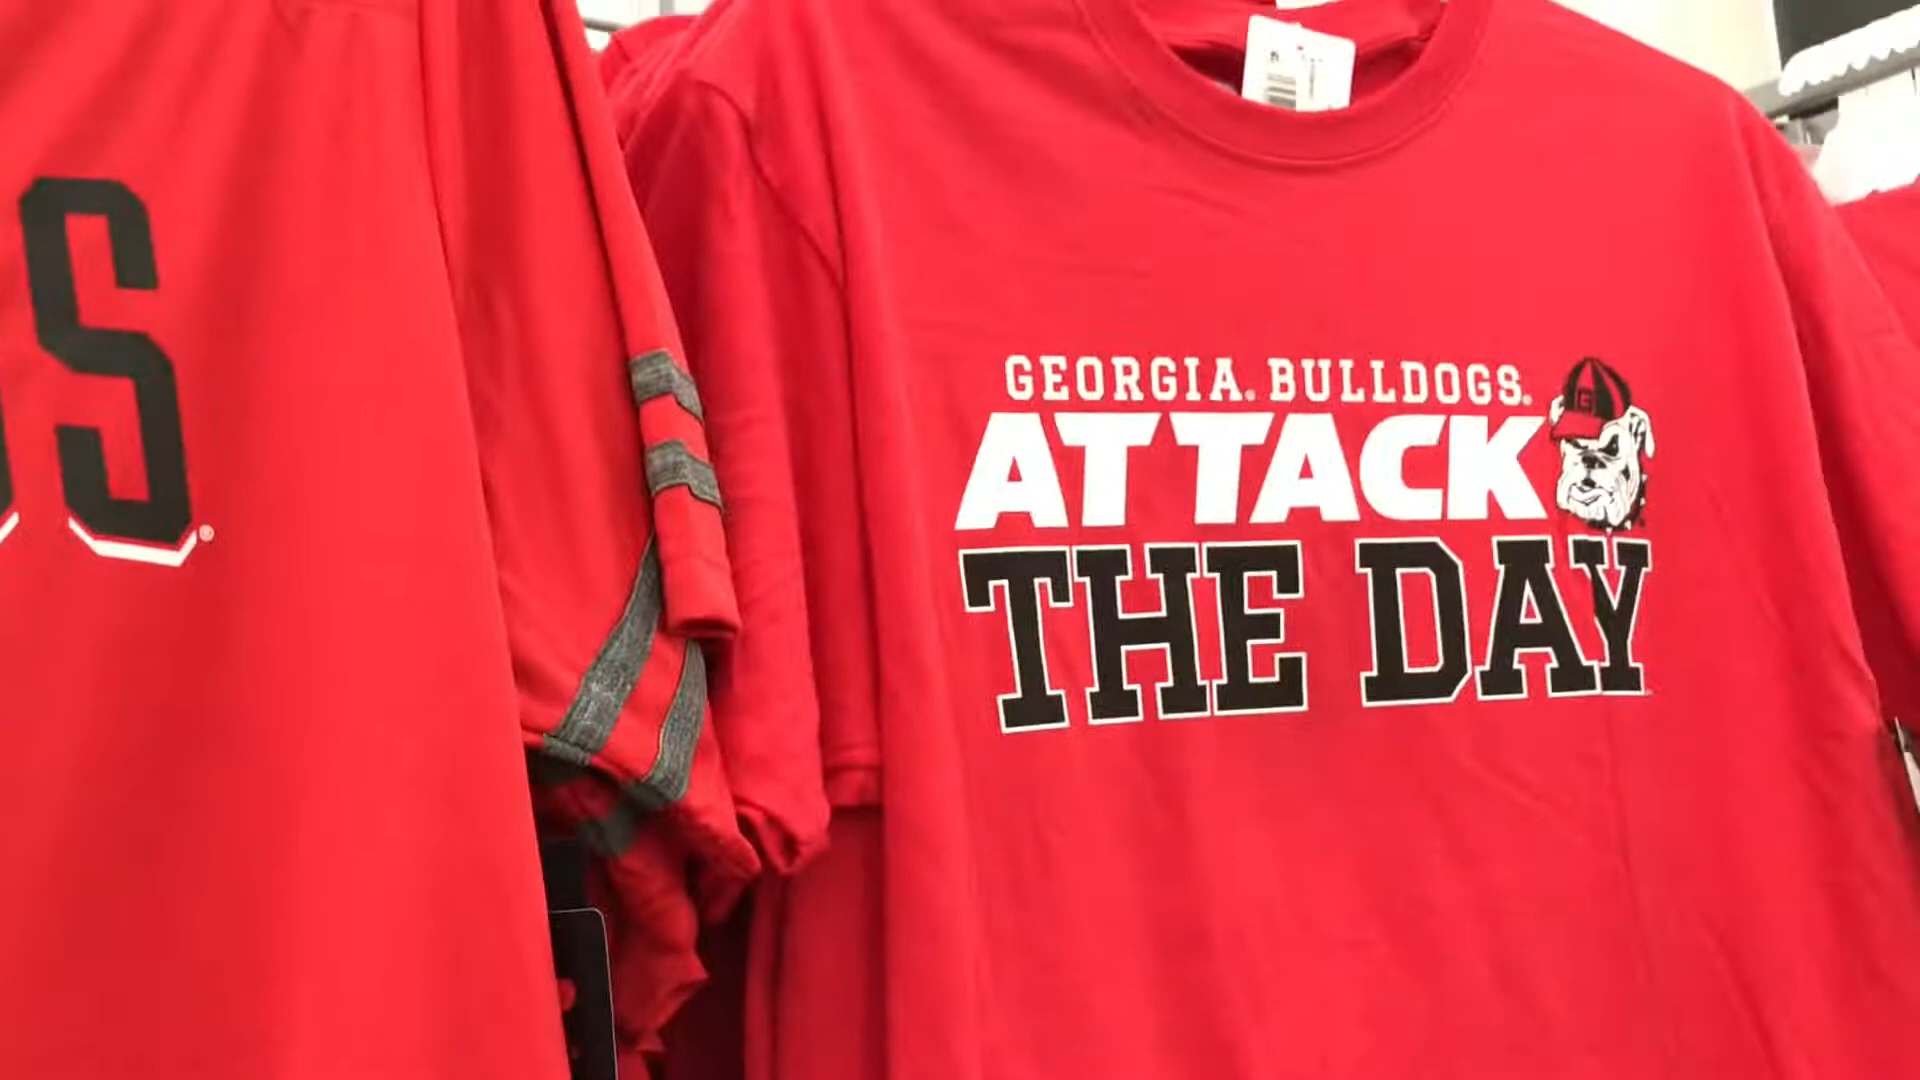 S®
GEORGIA® BULLDOGS®
ATTACK
THE DAY
G